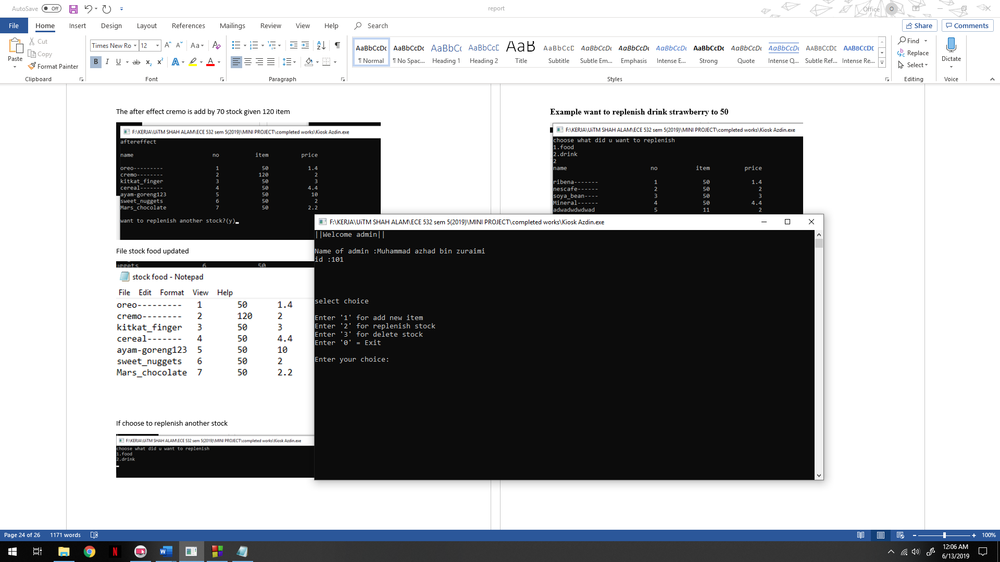 AutoSave Off report Office O
File Home Insert Design Layout References Mailings Review View Help Search Share Comments
Paste Cut Copy Format Painter Clipboard
Times New Ro 12 Aa
B I U ab x₂ x² A A Font
Paragraph
AaBbCcDc AaBbCcDc AaBbCc AaBbCcD AaB AaBbCcD AaBbCcDc AaBbCcDc AaBbCcDc AaBbCcDc AaBbCcDc AaBbCcDc AABBCCDE AABBCCDE
¶ Normal ¶ No Spac... Heading 1 Heading 2 Title Subtitle Subtle Em... Emphasis Intense E... Strong Quote Intense Q... Subtle Ref... Intense Re...
Styles
Find Replace Select Editing
Dictate Voice
The after effect cremo is add by 70 stock given 120 item
F:\KERJA\UiTM SHAH ALAM\ECE 532 sem 5(2019)\MINI PROJECT\completed works\Kiosk Azdin.exe
aftereffect
name no item price
oreo--------- 1 50 1.4
cremo-------- 2 120 2
kitkat_finger 3 50 3
cereal------- 4 50 4.4
ayam-goreng123 5 50 10
sweet_nuggets 6 50 2
Mars_chocolate 7 50 2.2
want to replenish another stock?(y)
File stock food updated
uggets 6 50
stock food - Notepad
File Edit Format View Help
oreo--------- 1 50 1.4
cremo-------- 2 120 2
kitkat_finger 3 50 3
cereal------- 4 50 4.4
ayam-goreng123 5 50 10
sweet_nuggets 6 50 2
Mars_chocolate 7 50 2.2
If choose to replenish another stock
F:\KERJA\UiTM SHAH ALAM\ECE 532 sem 5(2019)\MINI PROJECT\completed works\Kiosk Azdin.exe
choose what did u want to replenish
1.food
2.drink
Example want to replenish drink strawberry to 50
F:\KERJA\UiTM SHAH ALAM\ECE 532 sem 5(2019)\MINI PROJECT\completed works\Kiosk Azdin.exe
choose what did u want to replenish
1.food
2.drink
2
name no item price
ribena------- 1 50 1.4
nescafe------ 2 50 2
soya_bean---- 3 50 3
Mineral------ 4 50 4.4
adwadwdwdwad 5 11 2
F:\KERJA\UiTM SHAH ALAM\ECE 532 sem 5(2019)\MINI PROJECT\completed works\Kiosk Azdin.exe
||Welcome admin||
Name of admin :Muhammad azhad bin zuraimi
id :101
select choice
Enter '1' for add new item
Enter '2' for replenish stock
Enter '3' for delete stock
Enter '0' = Exit
Enter your choice:
Page 24 of 26 1171 words 100%
12:06 AM
6/13/2019